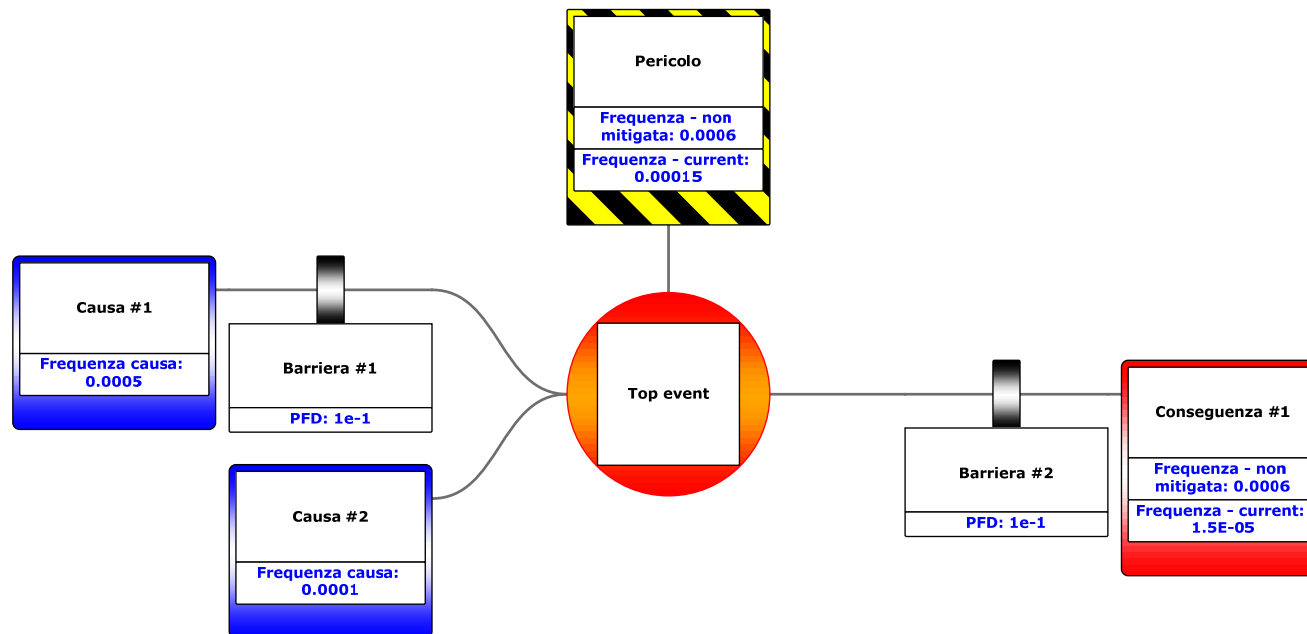 Pericolo
Frequenza - non
mitigata: 0.0006
Frequenza - current:
0.00015
Causa #1
Frequenza causa:
0.0005
Barriera #1
PFD: 1e-1
Causa #2
Frequenza causa:
0.0001
Top event
Barriera #2
PFD: 1e-1
Conseguenza #1
Frequenza - non
mitigata: 0.0006
Frequenza - current:
1.5E-05